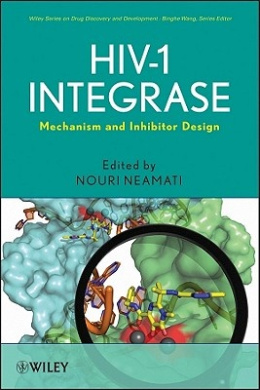 Wiley Series on Drug Discovery and Development · Binghe Wang, Series Editor
HIV-1
INTEGRASE
Mechanism and Inhibitor Design
Edited by
NOURI NEAMATI
WILEY